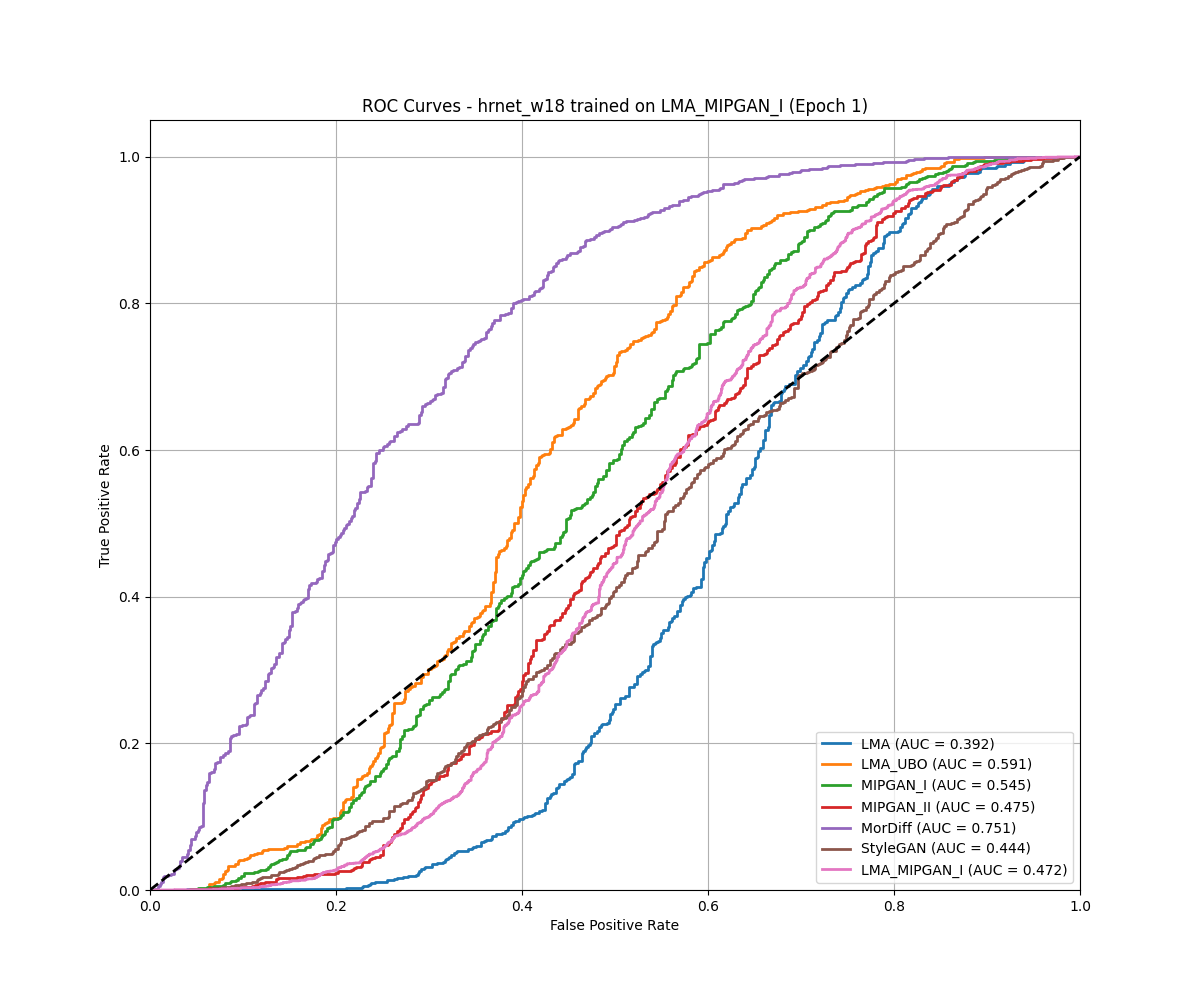 ROC Curves - hrnet_w18 trained on LMA_MIPGAN_I (Epoch 1)
True Positive Rate
1.0
0.8
0.6
0.4
0.2
0.0
LMA (AUC = 0.392)
LMA_UBO (AUC = 0.591)
MIPGAN_I (AUC = 0.545)
MIPGAN_II (AUC = 0.475)
MorDiff (AUC = 0.751)
StyleGAN (AUC = 0.444)
LMA_MIPGAN_I (AUC = 0.472)
0.0 0.2 0.4 0.6 0.8 1.0
False Positive Rate